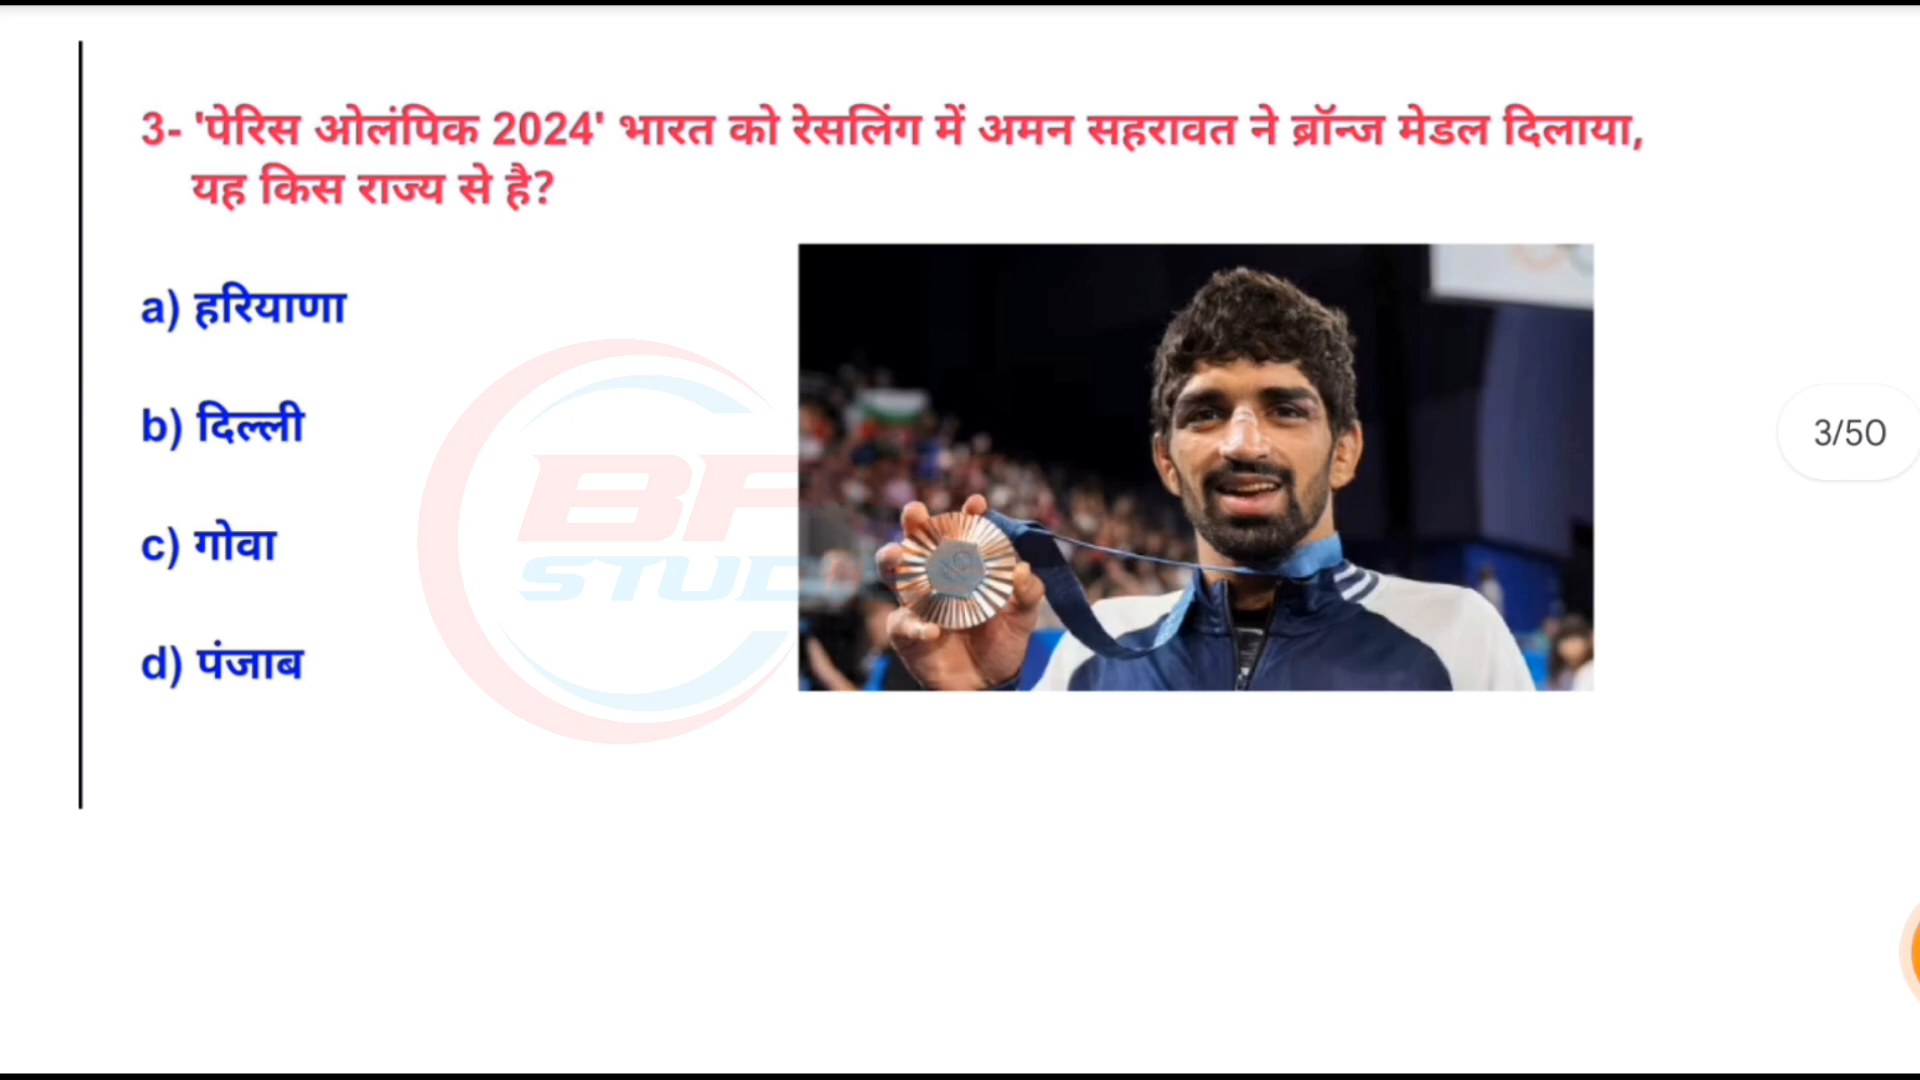 3- 'पेरिस ओलंपिक 2024' भारत को रेसलिंग में अमन सहरावत ने ब्रॉन्ज मेडल दिलाया,
यह किस राज्य से है?
a) हरियाणा
b) दिल्ली
c) गोवा
d) पंजाब
3/50